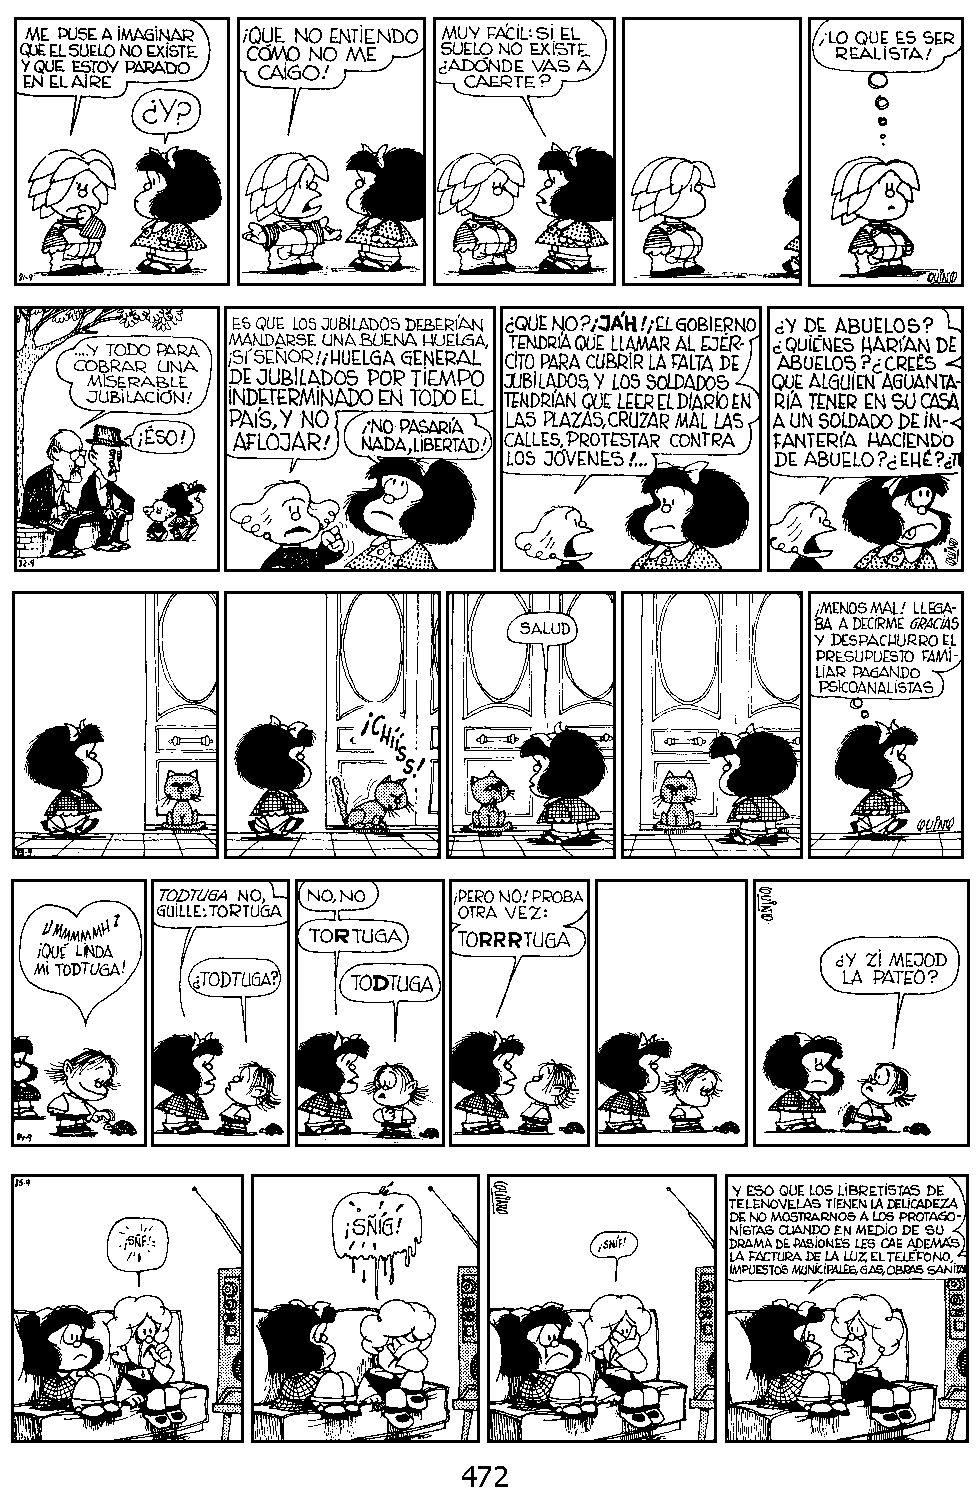 ME PUSE A IMAGINAR
QUE EL SUELO NO EXISTE
Y QUE ESTOY PARADO
EN EL AIRE
¿Y?
¡QUE NO ENTIENDO
CÓMO NO ME
CAIGO!
MUY FÁCIL: SI EL
SUELO NO EXISTE
¿ADÓNDE VAS A
CAERTE?
¡LO QUE ES SER
REALISTA!
QUINO
...Y TODO PARA
COBRAR UNA
MISERABLE
JUBILACIÓN!
¡ESO!
ES QUE LOS JUBILADOS DEBERÍAN
MANDARSE UNA BUENA HUELGA,
¡SÍ SEÑOR!¡HUELGA GENERAL
DE JUBILADOS POR TIEMPO
INDETERMINADO EN TODO EL
PAÍS, Y NO
AFLOJAR!
¡NO PASARÍA
NADA, LIBERTAD!
¿QUE NO?¡JÁH!¡EL GOBIERNO
TENDRÍA QUE LLAMAR AL EJÉR-
CITO PARA CUBRIR LA FALTA DE
JUBILADOS, Y LOS SOLDADOS
TENDRÍAN QUE LEER EL DIARIO EN
LAS PLAZAS, CRUZAR MAL LAS
CALLES, PROTESTAR CONTRA
LOS JÓVENES!...
¿Y DE ABUELOS?
¿QUIÉNES HARÍAN DE
ABUELOS?¿CREÉS
QUE ALGUIEN AGUANTA-
RÍA TENER EN SU CASA
A UN SOLDADO DE IN-
FANTERÍA HACIENDO
DE ABUELO?¿EHÉ?
QUINO
¡CHÍÍSS!
SALUD
¡MENOS MAL! LLEGA-
BA A DECIRME GRACIAS
Y DESPACHURRO EL
PRESUPUESTO FAMI-
LIAR PAGANDO
PSICOANALISTAS
QUINO
¡QUÉ LINDA
MI TODTUGA!
TODTUGA NO,
GUILLE: TORTUGA
¿TODTUGA?
NO, NO
TORTUGA
TODTUGA
¡PERO NO! PROBÁ
OTRA VEZ:
TORRRTUGA
QUINO
¿Y ZI MEJOD
LA PATEO?
¡SÑIF!
¡SÑÍG!
QUINO
¡SNIF!
Y ESO QUE LOS LIBRETISTAS DE
TELENOVELAS TIENEN LA DELICADEZA
DE NO MOSTRARNOS A LOS PROTAGO-
NISTAS CUANDO EN MEDIO DE SU
DRAMA DE PASIONES LES CAE ADEMÁS
LA FACTURA DE LA LUZ, EL TELÉFONO,
IMPUESTOS MUNICIPALES, GAS, OBRAS SANITA
472